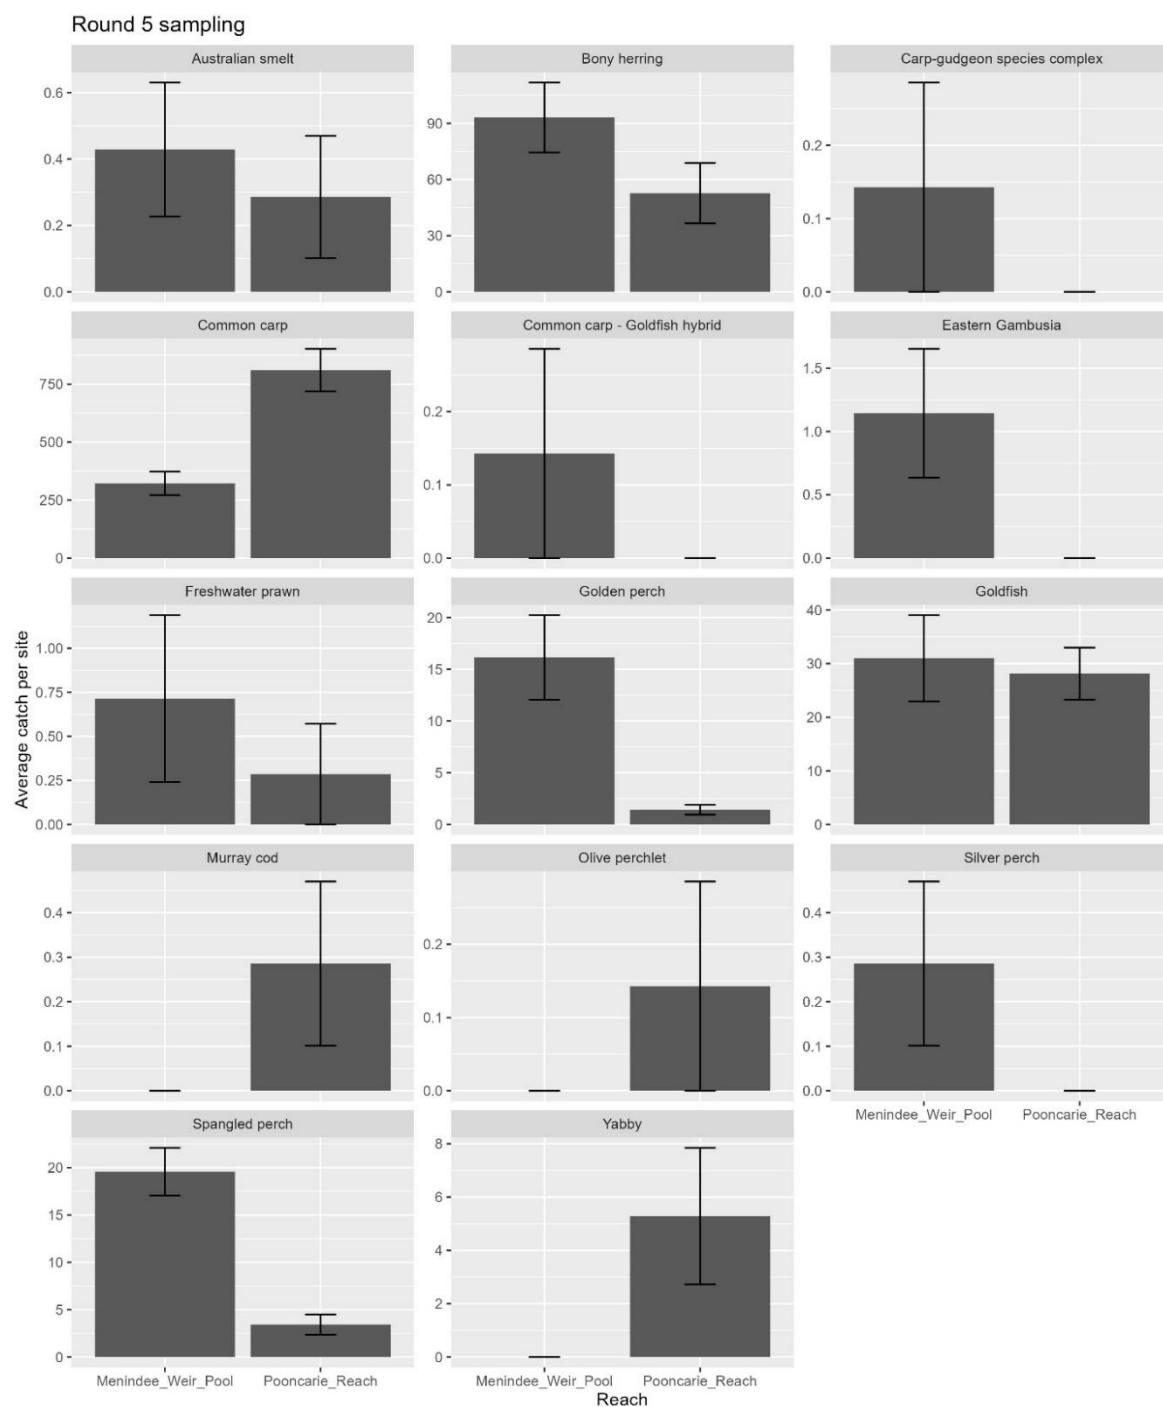 Round 5 sampling
Australian smelt
Bony herring
Carp-gudgeon species complex
0.6
0.4
0.2
0.0
90
60
30
0
0.2
0.1
0.0
Common carp
Common carp - Goldfish hybrid
Eastern Gambusia
750
500
250
0
0.2
0.1
0.0
1.5
1.0
0.5
0.0
Average catch per site
Freshwater prawn
Golden perch
Goldfish
1.00
0.75
0.50
0.25
0.00
20
15
10
5
0
40
30
20
10
0
Murray cod
Olive perchlet
Silver perch
0.4
0.3
0.2
0.1
0.0
0.2
0.1
0.0
0.4
0.3
0.2
0.1
0.0
Menindee_Weir_Pool
Pooncarie_Reach
Spangled perch
Yabby
20
15
10
5
0
8
6
4
2
0
Menindee_Weir_Pool
Pooncarie_Reach
Menindee_Weir_Pool
Pooncarie_Reach
Reach